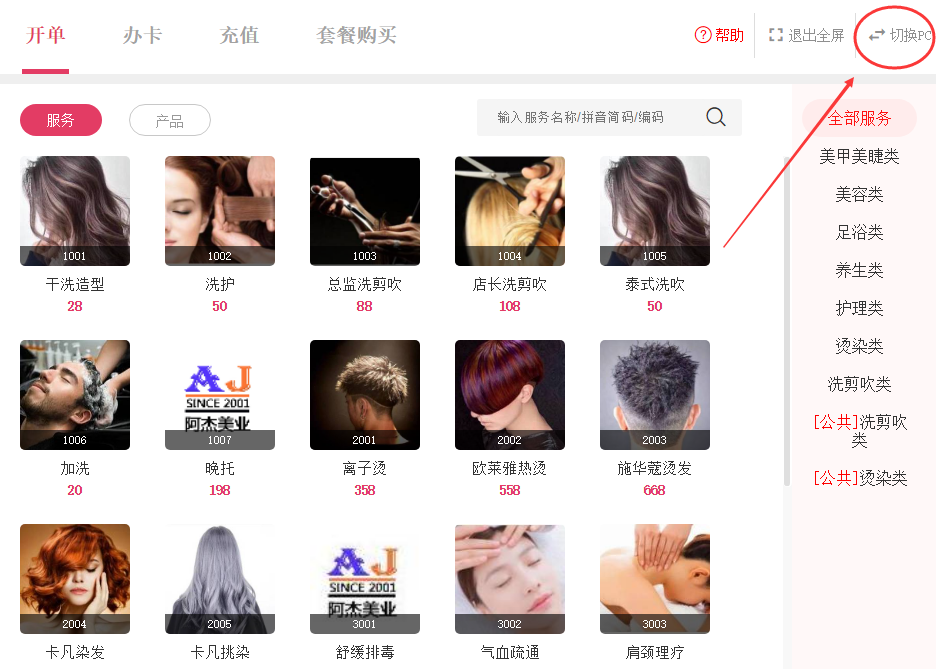 开单
办卡
充值
套餐购买
帮助
退出全屏
切换PC
服务
产品
输入服务名称/拼音简码/编码
全部服务
美甲美睫类
美容类
足浴类
养生类
护理类
烫染类
洗剪吹类
[公共]洗剪吹
类
[公共]烫染类
1001
1002
1003
1004
1005
干洗造型
洗护
总监洗剪吹
店长洗剪吹
泰式洗吹
28
50
88
108
50
1006
AJ
SINCE 2001
阿杰美业
1007
2001
2002
2003
加洗
晚托
离子烫
欧莱雅热烫
施华蔻烫发
20
198
358
558
668
2004
2005
AJ
SINCE 2001
阿杰美业
3001
3002
3003
卡凡染发
卡凡挑染
舒缓排毒
气血疏通
肩颈理疗